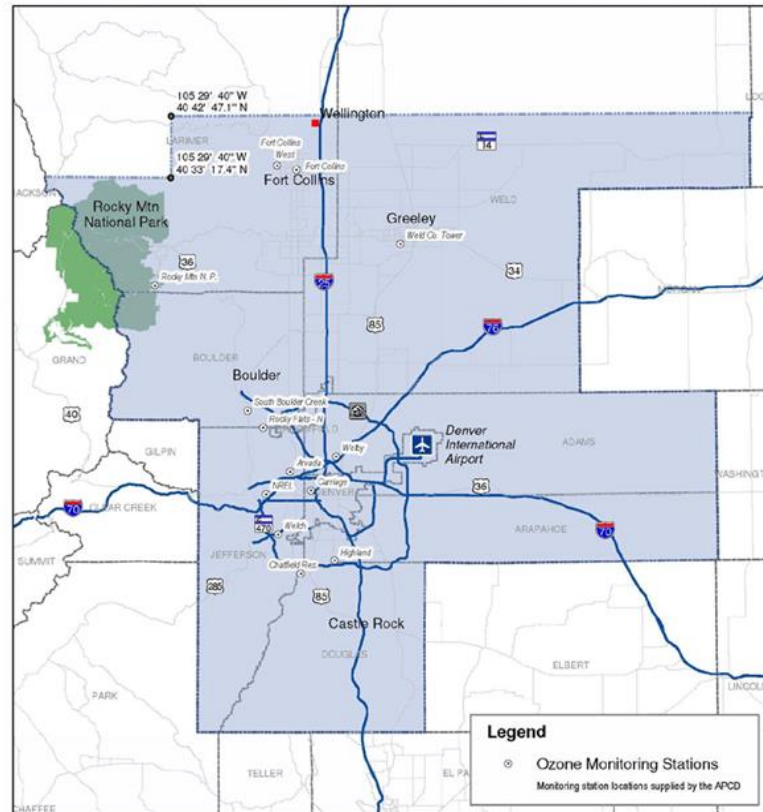 105 29' 40" W
40 42' 47.1" N
Wellington
LARIMER
14
Fort Collins
West
Fort Collins
105 29' 40" W
40 33' 17.4" N
Fort Collins
JACKSON
WELD
Rocky Mtn
National Park
Greeley
Weld Co. Tower
36
34
Rocky Mtn N. P.
25
MORGAN
76
85
BOULDER
GRAND
Boulder
40
South Boulder Creek
Rocky Flats - N
Denver
International
Airport
ADAMS
GILPIN
Welby
Arvada
WASHINGT
NREL
Carriage
DENVER
36
70
CLEAR CREEK
470
Welch
ARAPAHOE
70
SUMMIT
JEFFERSON
Highland
Chatfield Res.
285
85
Castle Rock
DOUGLAS
ELBERT
PARK
LINCOL
Legend
Ozone Monitoring Stations
Monitoring station locations supplied by the APCD
TELLER
EL PA
CHAFFEE